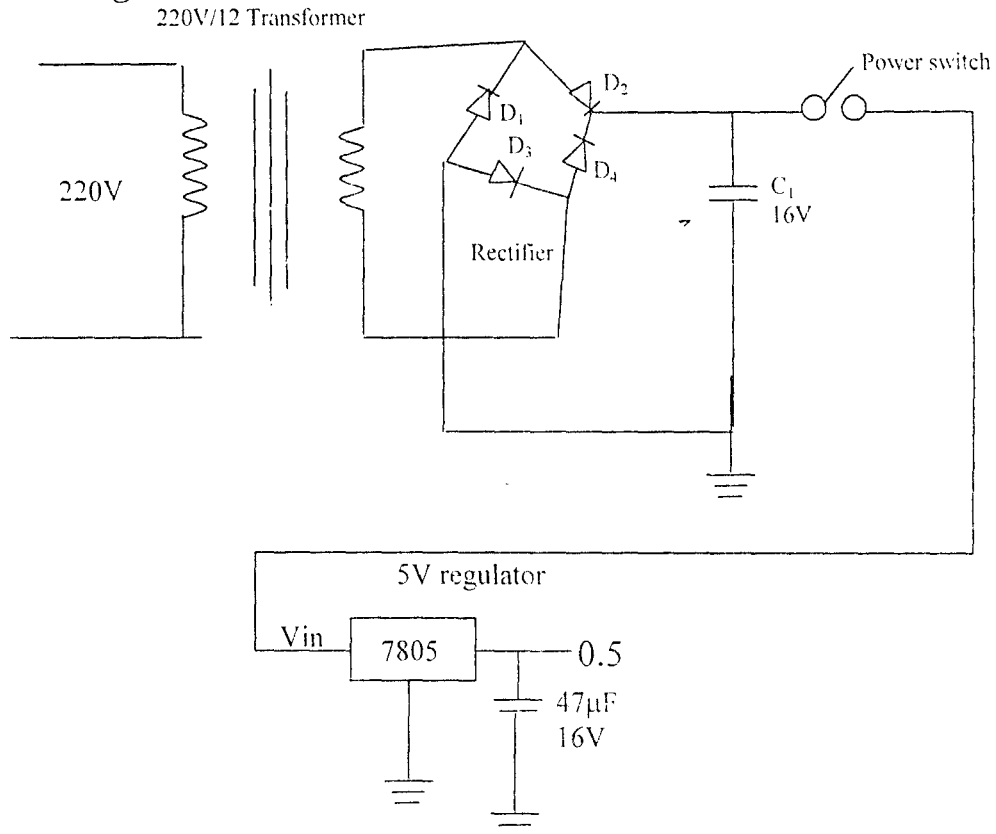 220V/12 Transformer
Power switch
D₁
D₂
D₃
D₄
220V
C₁
16V
Rectifier
5V regulator
Vin
7805
0.5
47μF
16V